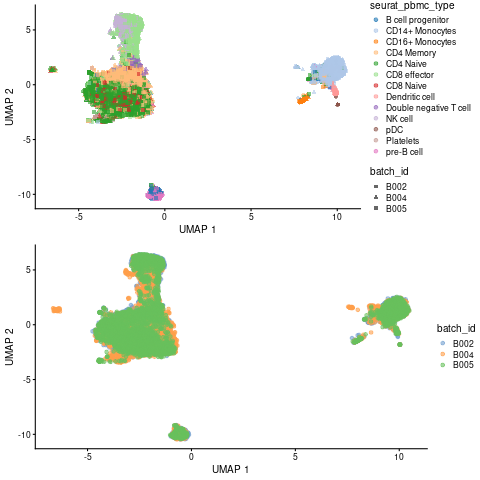 seurat_pbmc_type
B cell progenitor
CD14+ Monocytes
CD16+ Monocytes
CD4 Memory
CD4 Naive
CD8 effector
CD8 Naive
Dendritic cell
Double negative T cell
NK cell
pDC
Platelets
pre-B cell
batch_id
B002
B004
B005
UMAP 2
5
0
-5
-10
-5
0
5
10
UMAP 1
UMAP 2
5
0
-5
-10
-5
0
5
10
UMAP 1
batch_id
B002
B004
B005